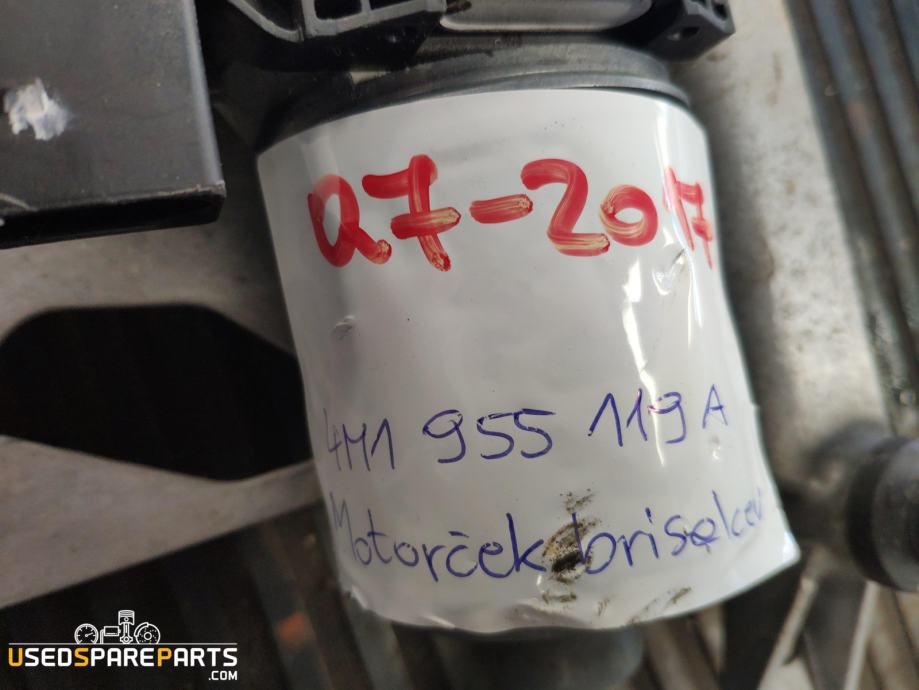 Q7-2017
4M1 955 119 A
Motorček brisalcev
USEDSPAREPARTS
.COM